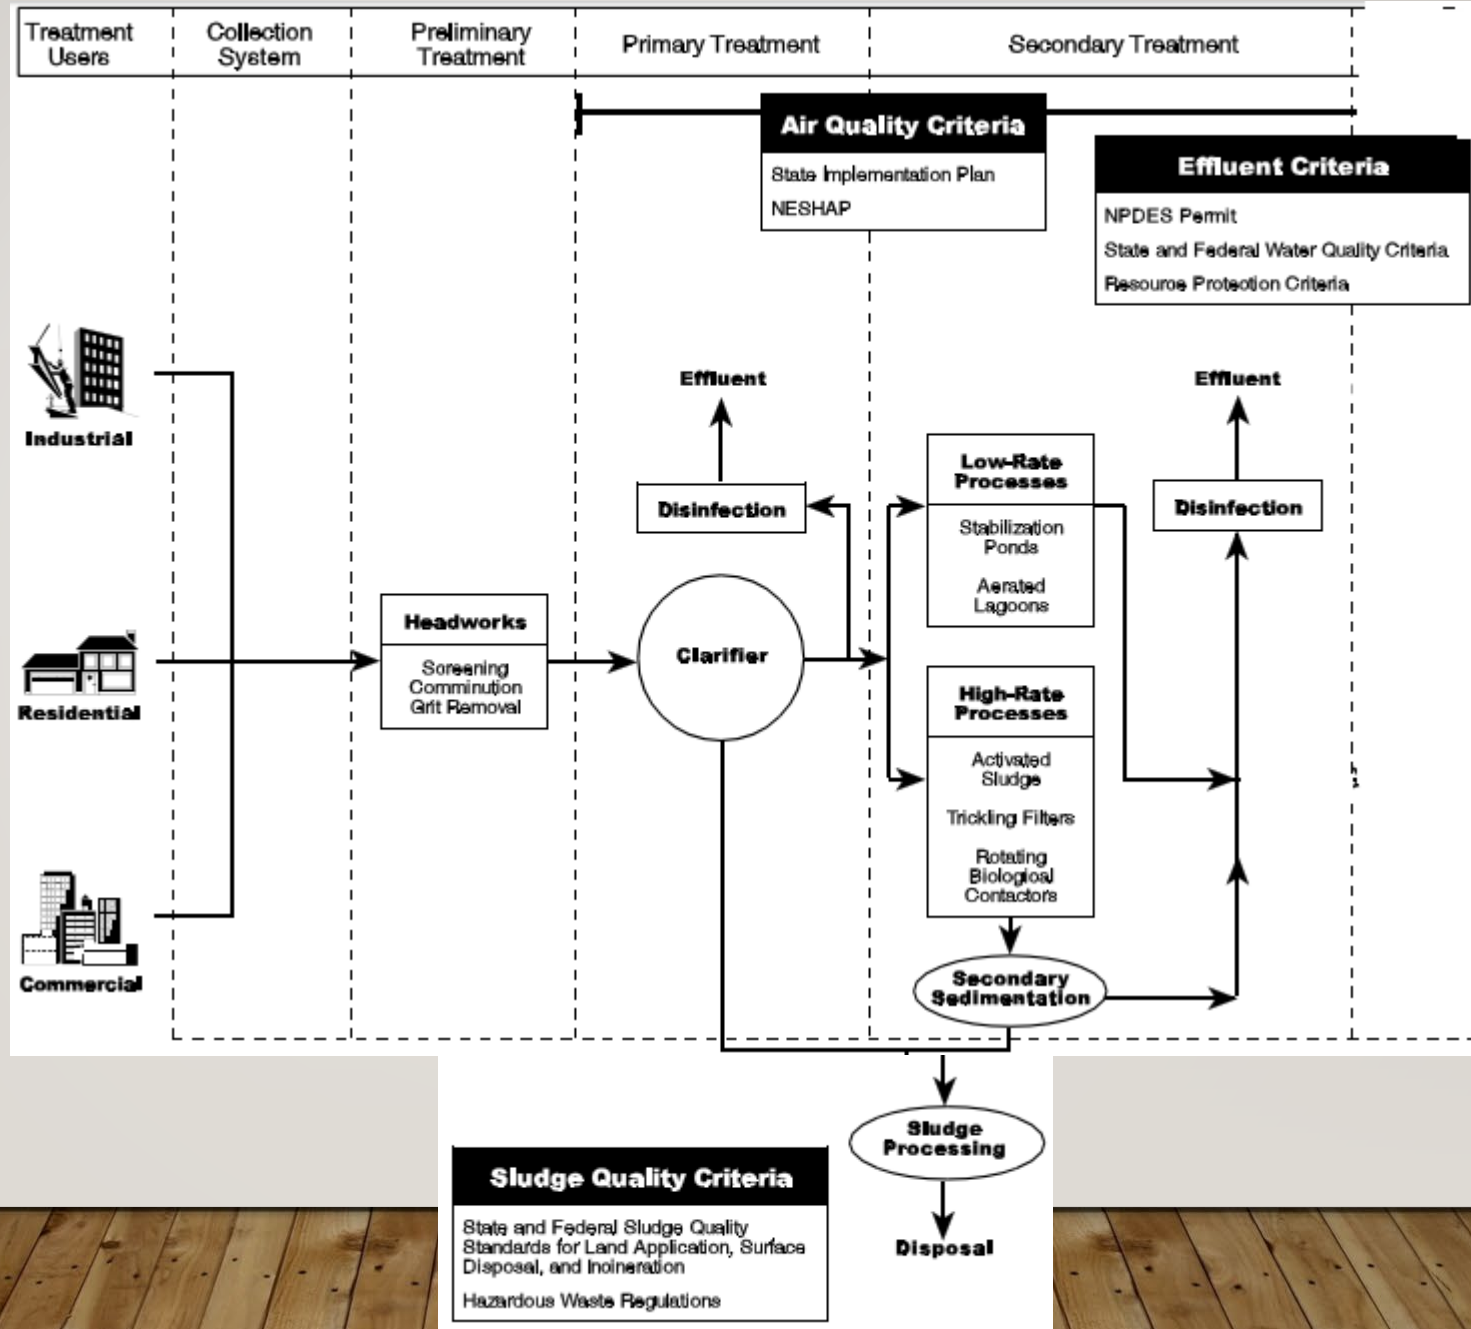 Treatment
Users
Collection
System
Preliminary
Treatment
Primary Treatment
Secondary Treatment
Air Quality Criteria
State Implementation Plan
NESHAP
Effluent Criteria
NPDES Permit
State and Federal Water Quality Criteria
Resource Protection Criteria
Industrial
Residential
Commercial
Headworks
Screening
Comminution
Grit Removal
Effluent
Disinfection
Clarifier
Low-Rate
Processes
Stabilization
Ponds
Aerated
Lagoons
High-Rate
Processes
Activated
Sludge
Trickling Filters
Rotating
Biological
Contactors
Secondary
Sedimentation
Effluent
Disinfection
Sludge
Processing
Disposal
Sludge Quality Criteria
State and Federal Sludge Quality
Standards for Land Application, Surface
Disposal, and Incineration
Hazardous Waste Regulations